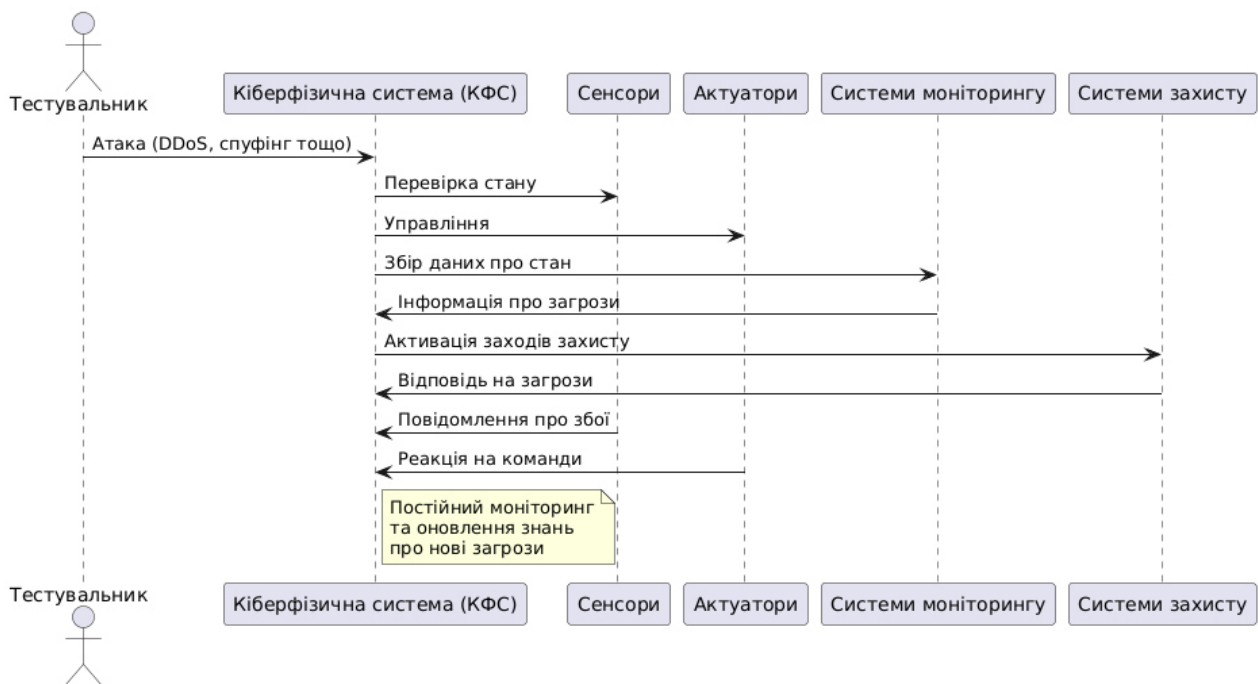 Тестувальник
Кіберфізична система (КФС)
Сенсори
Актуатори
Системи моніторингу
Системи захисту
Атака (DDoS, спуфінг тощо)
Перевірка стану
Управління
Збір даних про стан
Інформація про загрози
Активація заходів захисту
Відповідь на загрози
Повідомлення про збої
Реакція на команди
Постійний моніторинг
та оновлення знань
про нові загрози
Тестувальник
Кіберфізична система (КФС)
Сенсори
Актуатори
Системи моніторингу
Системи захисту